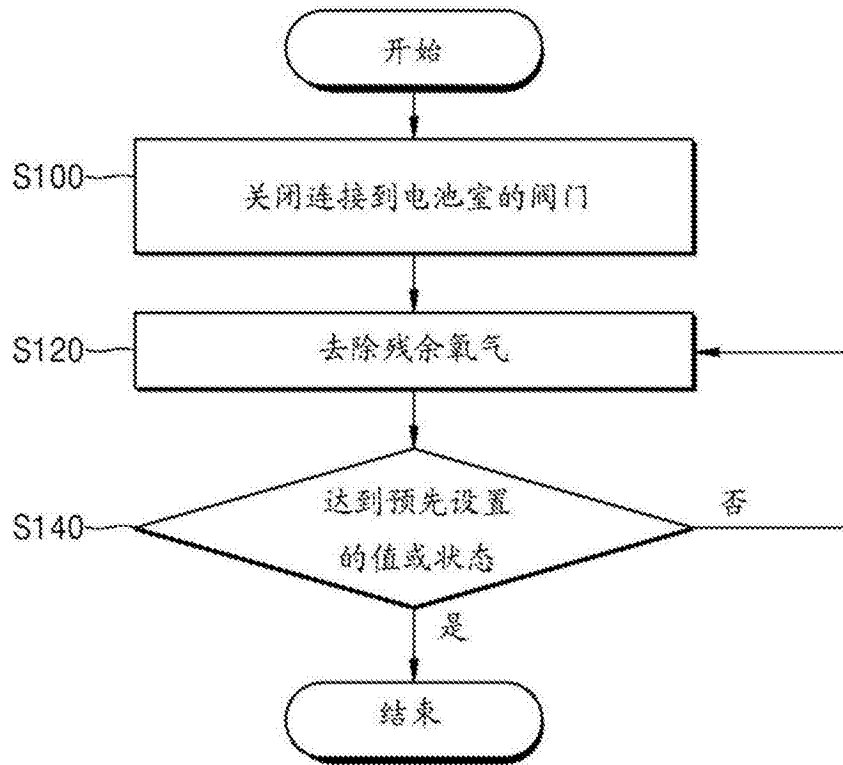 开始
S100
关闭连接到电池室的阀门
S120
去除残余氧气
S140
达到预先设置
的值或状态
否
是
结束